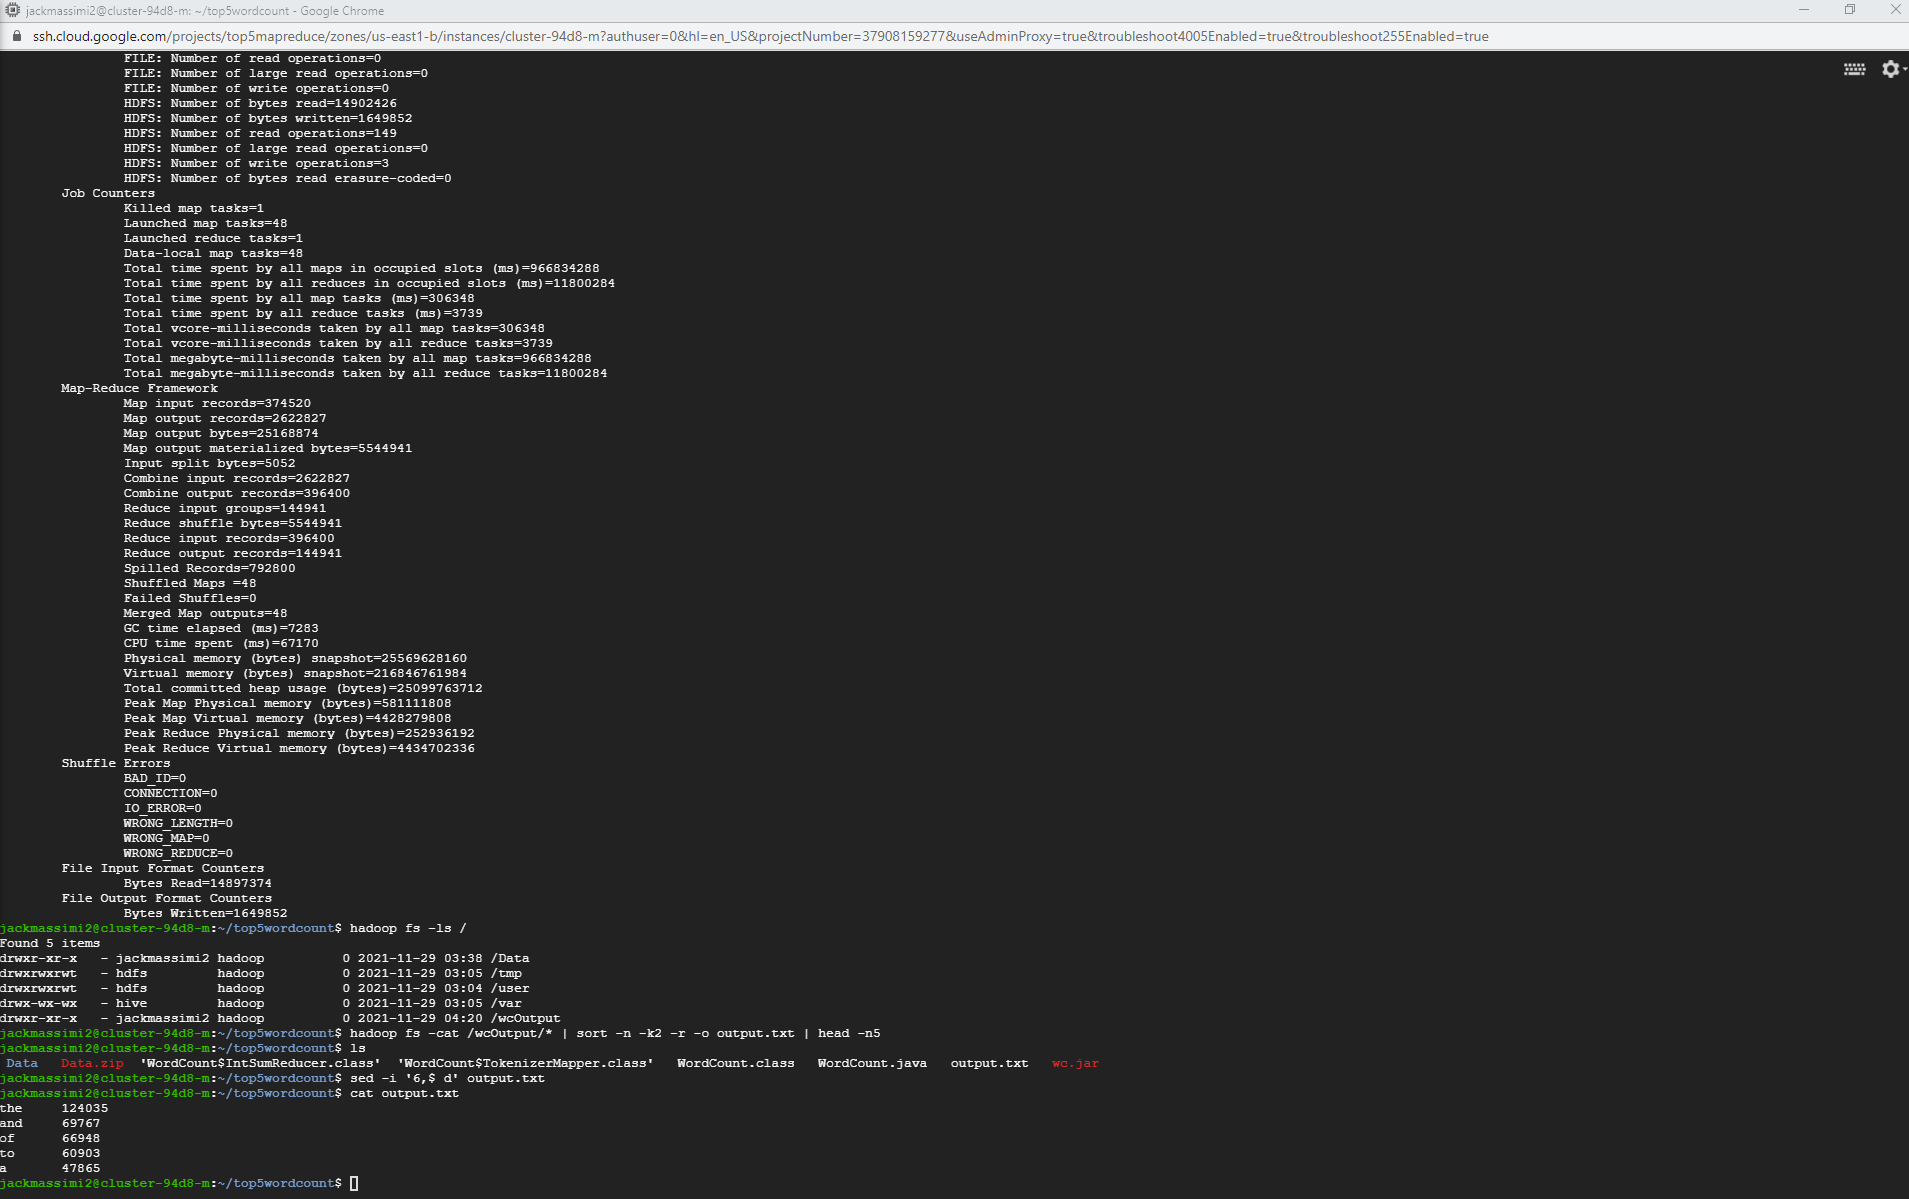 jackmassimi2@cluster-94d8-m: ~/top5wordcount - Google Chrome
ssh.cloud.google.com/projects/top5mapreduce/zones/us-east1-b/instances/cluster-94d8-m?authuser=0&hl=en_US&projectNumber=37908159277&useAdminProxy=true&troubleshoot4005Enabled=true&troubleshoot255Enabled=true
FILE: Number of read operations=0
FILE: Number of large read operations=0
FILE: Number of write operations=0
HDFS: Number of bytes read=14902426
HDFS: Number of bytes written=1649852
HDFS: Number of read operations=149
HDFS: Number of large read operations=0
HDFS: Number of write operations=3
HDFS: Number of bytes read erasure-coded=0
Job Counters
Killed map tasks=1
Launched map tasks=48
Launched reduce tasks=1
Data-local map tasks=48
Total time spent by all maps in occupied slots (ms)=966834288
Total time spent by all reduces in occupied slots (ms)=11800284
Total time spent by all map tasks (ms)=306348
Total time spent by all reduce tasks (ms)=3739
Total vcore-milliseconds taken by all map tasks=306348
Total vcore-milliseconds taken by all reduce tasks=3739
Total megabyte-milliseconds taken by all map tasks=966834288
Total megabyte-milliseconds taken by all reduce tasks=11800284
Map-Reduce Framework
Map input records=374520
Map output records=2622827
Map output bytes=25168874
Map output materialized bytes=5544941
Input split bytes=5052
Combine input records=2622827
Combine output records=396400
Reduce input groups=144941
Reduce shuffle bytes=5544941
Reduce input records=396400
Reduce output records=144941
Spilled Records=792800
Shuffled Maps =48
Failed Shuffles=0
Merged Map outputs=48
GC time elapsed (ms)=7283
CPU time spent (ms)=67170
Physical memory (bytes) snapshot=25569628160
Virtual memory (bytes) snapshot=216846761984
Total committed heap usage (bytes)=25099763712
Peak Map Physical memory (bytes)=581111808
Peak Map Virtual memory (bytes)=4428279808
Peak Reduce Physical memory (bytes)=252936192
Peak Reduce Virtual memory (bytes)=4434702336
Shuffle Errors
BAD_ID=0
CONNECTION=0
IO_ERROR=0
WRONG_LENGTH=0
WRONG_MAP=0
WRONG_REDUCE=0
File Input Format Counters
Bytes Read=14897374
File Output Format Counters
Bytes Written=1649852
jackmassimi2@cluster-94d8-m:~/top5wordcount$ hadoop fs -ls /
Found 5 items
drwxr-xr-x   - jackmassimi2 hadoop          0 2021-11-29 03:38 /Data
drwxrwxrwt   - hdfs         hadoop          0 2021-11-29 03:05 /tmp
drwxrwxrwt   - hdfs         hadoop          0 2021-11-29 03:04 /user
drwx-wx-wx   - hive         hadoop          0 2021-11-29 03:05 /var
drwxr-xr-x   - jackmassimi2 hadoop          0 2021-11-29 04:20 /wcOutput
jackmassimi2@cluster-94d8-m:~/top5wordcount$ hadoop fs -cat /wcOutput/* | sort -n -k2 -r -o output.txt | head -n5
jackmassimi2@cluster-94d8-m:~/top5wordcount$ ls
Data   Data.zip  'WordCount$IntSumReducer.class'  'WordCount$TokenizerMapper.class'   WordCount.class   WordCount.java   output.txt   wc.jar
jackmassimi2@cluster-94d8-m:~/top5wordcount$ sed -i '6,$ d' output.txt
jackmassimi2@cluster-94d8-m:~/top5wordcount$ cat output.txt
the     124035
and     69767
of      66948
to      60903
a       47865
jackmassimi2@cluster-94d8-m:~/top5wordcount$